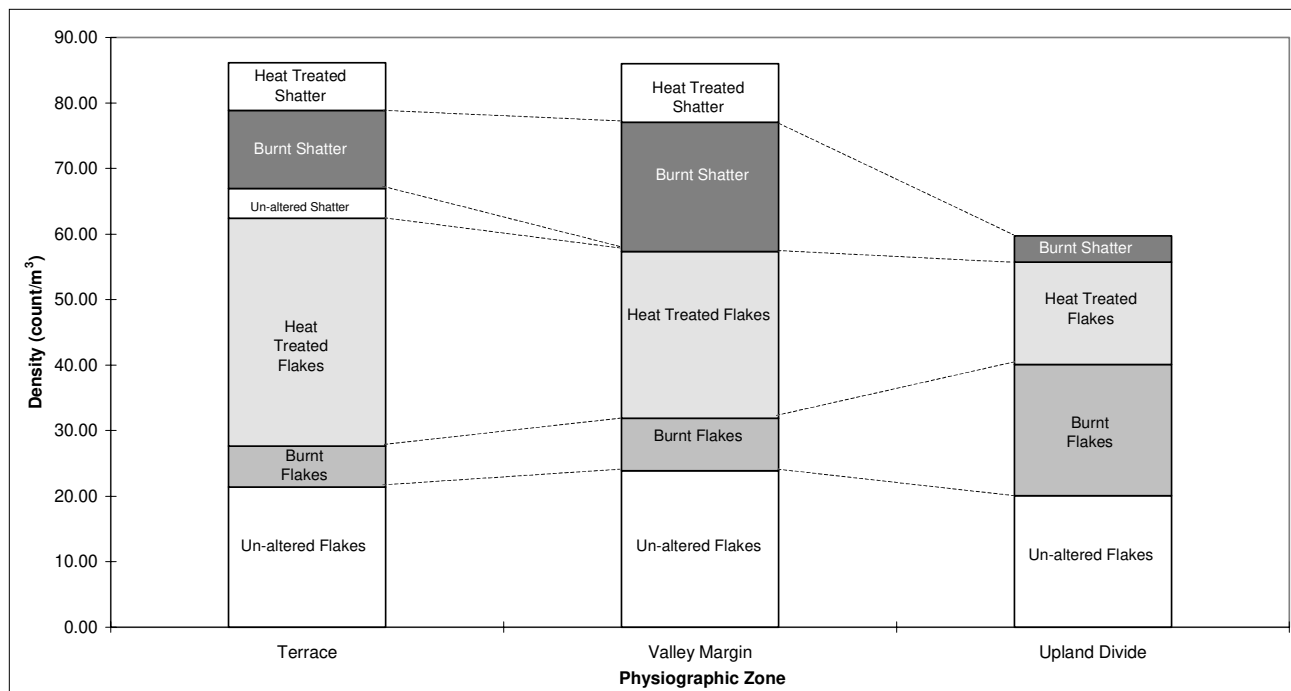 90.00
80.00
70.00
60.00
50.00
40.00
30.00
20.00
10.00
0.00
Density (count/m³)
Heat Treated
Shatter
Burnt Shatter
Un-altered Shatter
Heat
Treated
Flakes
Burnt
Flakes
Un-altered Flakes
Heat Treated
Shatter
Burnt Shatter
Heat Treated Flakes
Burnt Flakes
Un-altered Flakes
Burnt Shatter
Heat Treated
Flakes
Burnt
Flakes
Un-altered Flakes
Terrace
Valley Margin
Upland Divide
Physiographic Zone